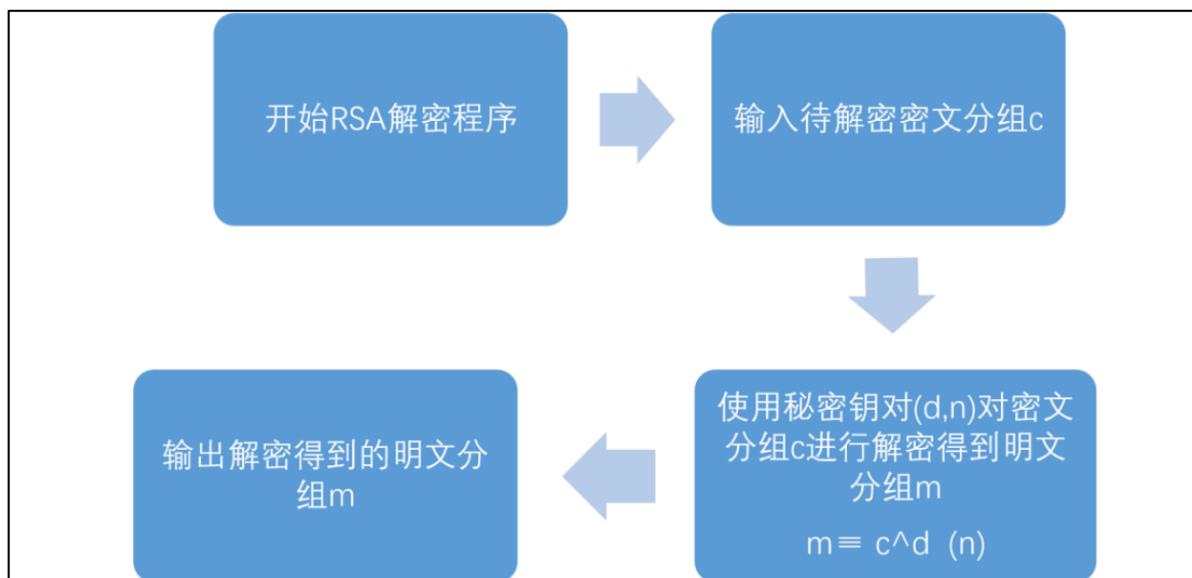 开始RSA解密程序
输入待解密密文分组c
使用秘密钥对(d,n)对密文
分组c进行解密得到明文
分组m
m≡ c^d (n)
输出解密得到的明文分
组m